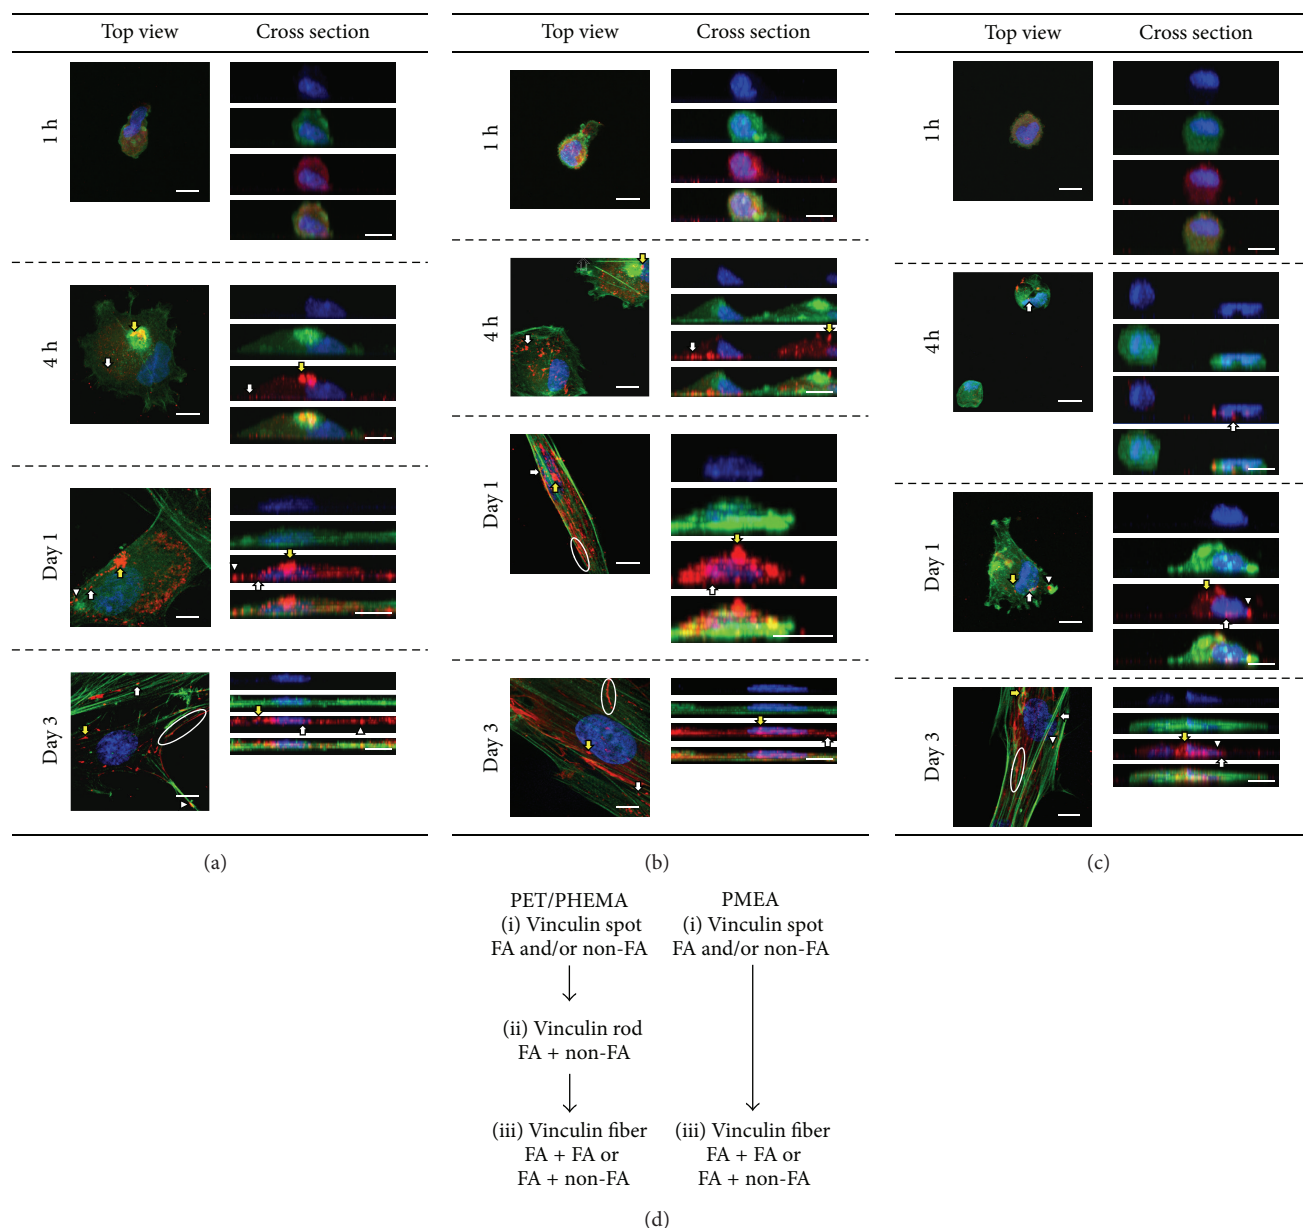 Top view Cross section
1 h
4 h
Day 1
Day 3
(a)
Top view Cross section
1 h
4 h
Day 1
Day 3
(b)
Top view Cross section
1 h
4 h
Day 1
Day 3
(c)
PET/PHEMA
(i) Vinculin spot
FA and/or non-FA
(ii) Vinculin rod
FA + non-FA
(iii) Vinculin fiber
FA + FA or
FA + non-FA
PMEA
(i) Vinculin spot
FA and/or non-FA
(iii) Vinculin fiber
FA + FA or
FA + non-FA
(d)